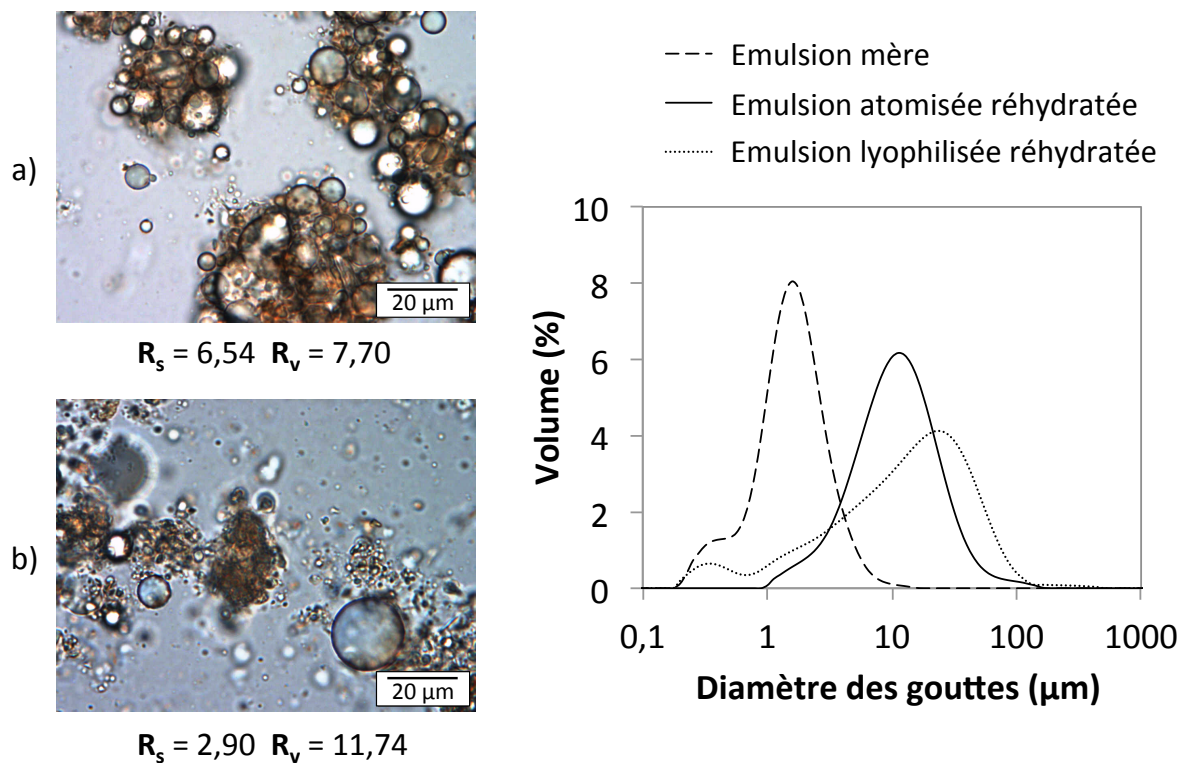 a)
20 µm
Rs = 6,54 Rv = 7,70
b)
20 µm
Rs = 2,90 Rv = 11,74
Emulsion mère
Emulsion atomisée réhydratée
Emulsion lyophilisée réhydratée
Volume (%)
10
8
6
4
2
0
0,1 1 10 100 1000
Diamètre des gouttes (µm)